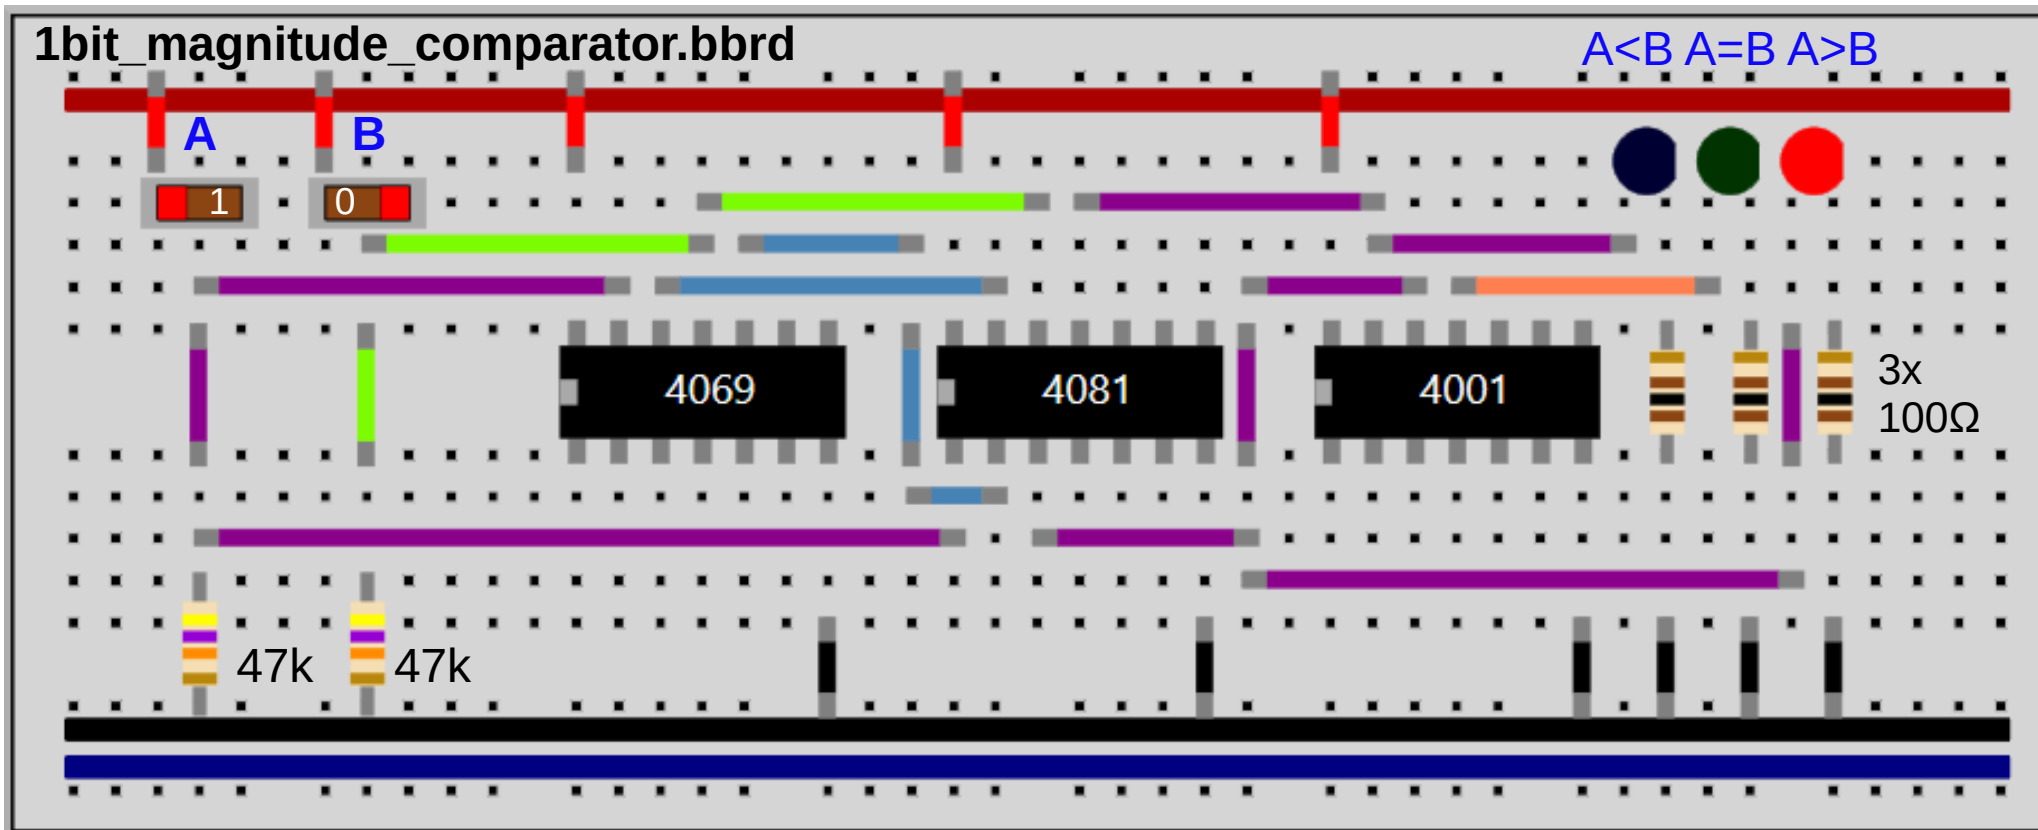 1bit_magnitude_comparator.bbrd
A<B A=B A>B
A B
1 0
4069 4081 4001
3x
100Ω
47k 47k